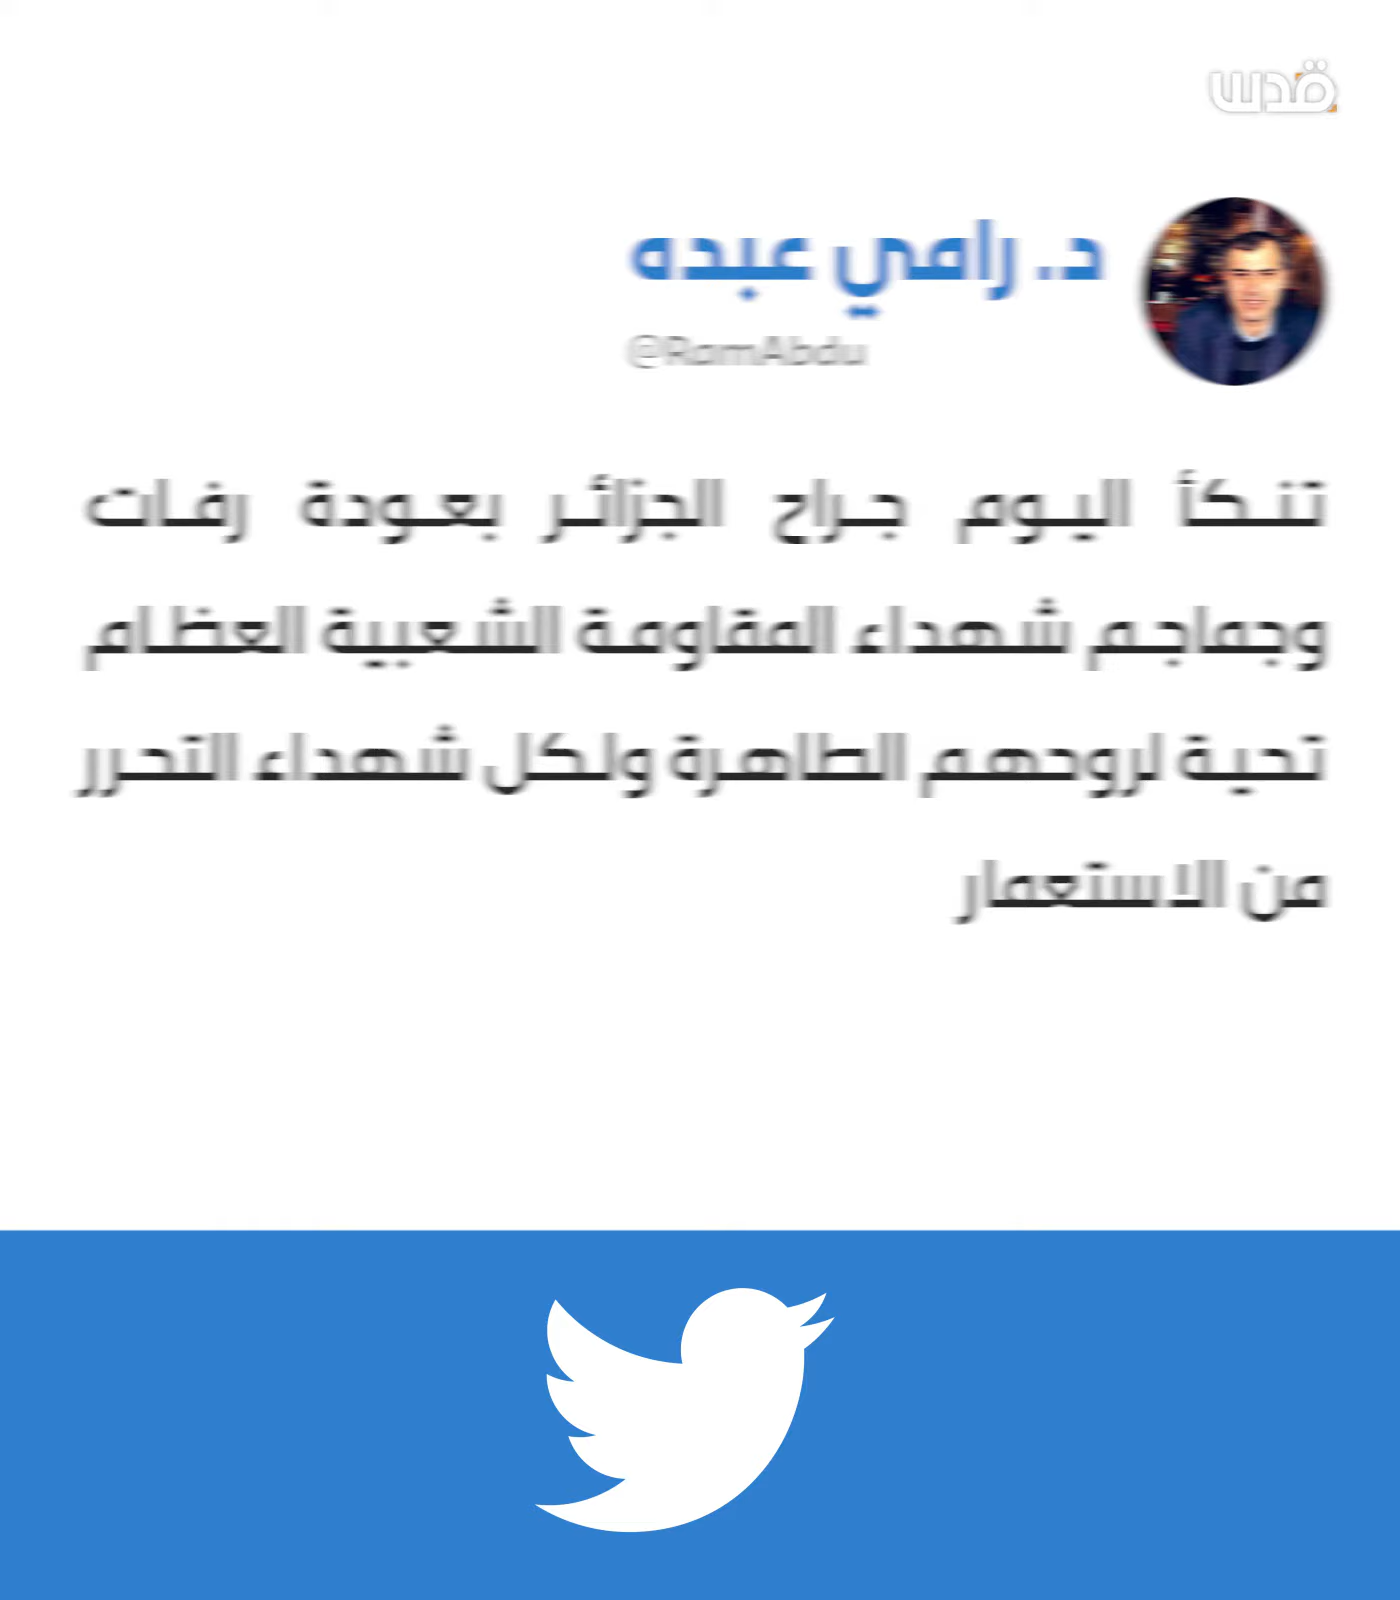 قدس
د. رامي عبده
@RamAbdu
تنكأ اليوم جراح الجزائر بعودة رفات
وجماجم شهداء المقاومة الشعبية العظام
تحية لروحهم الطاهرة ولكل شهداء التحرر
من الاستعمار